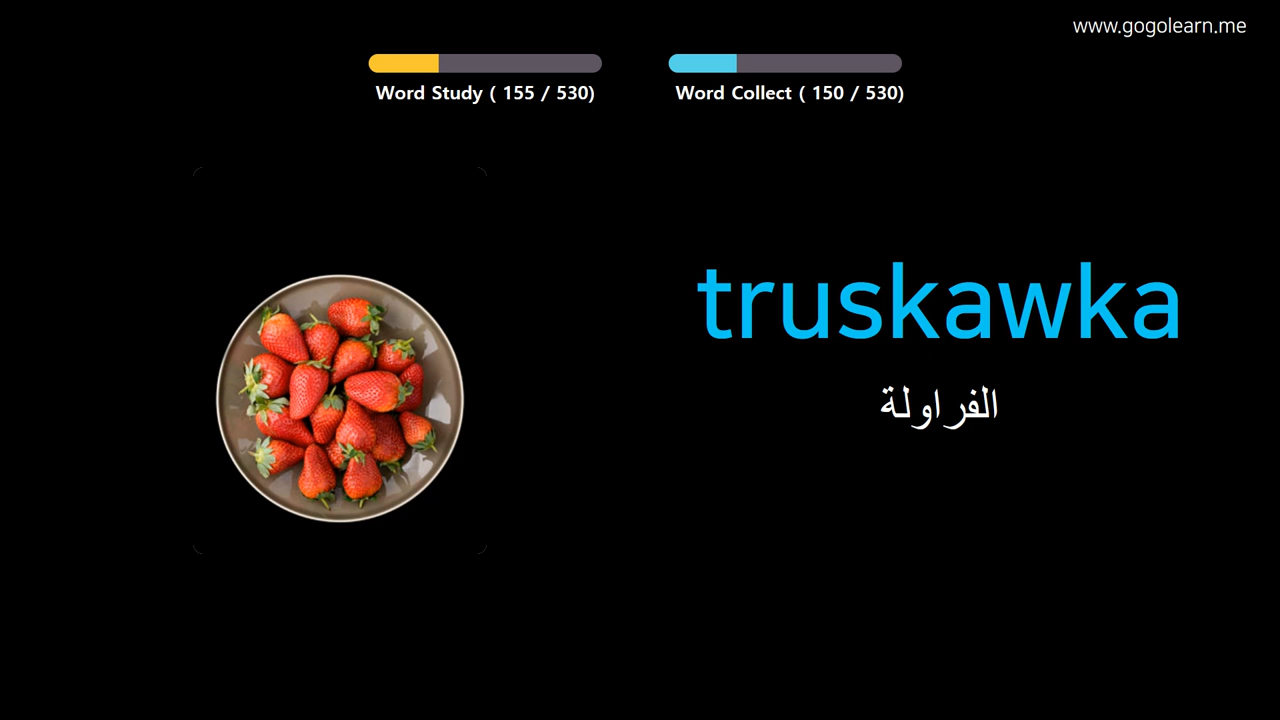 www.gogolearn.me
Word Study ( 155 / 530)
Word Collect ( 150 / 530)
truskawka
الفراولة